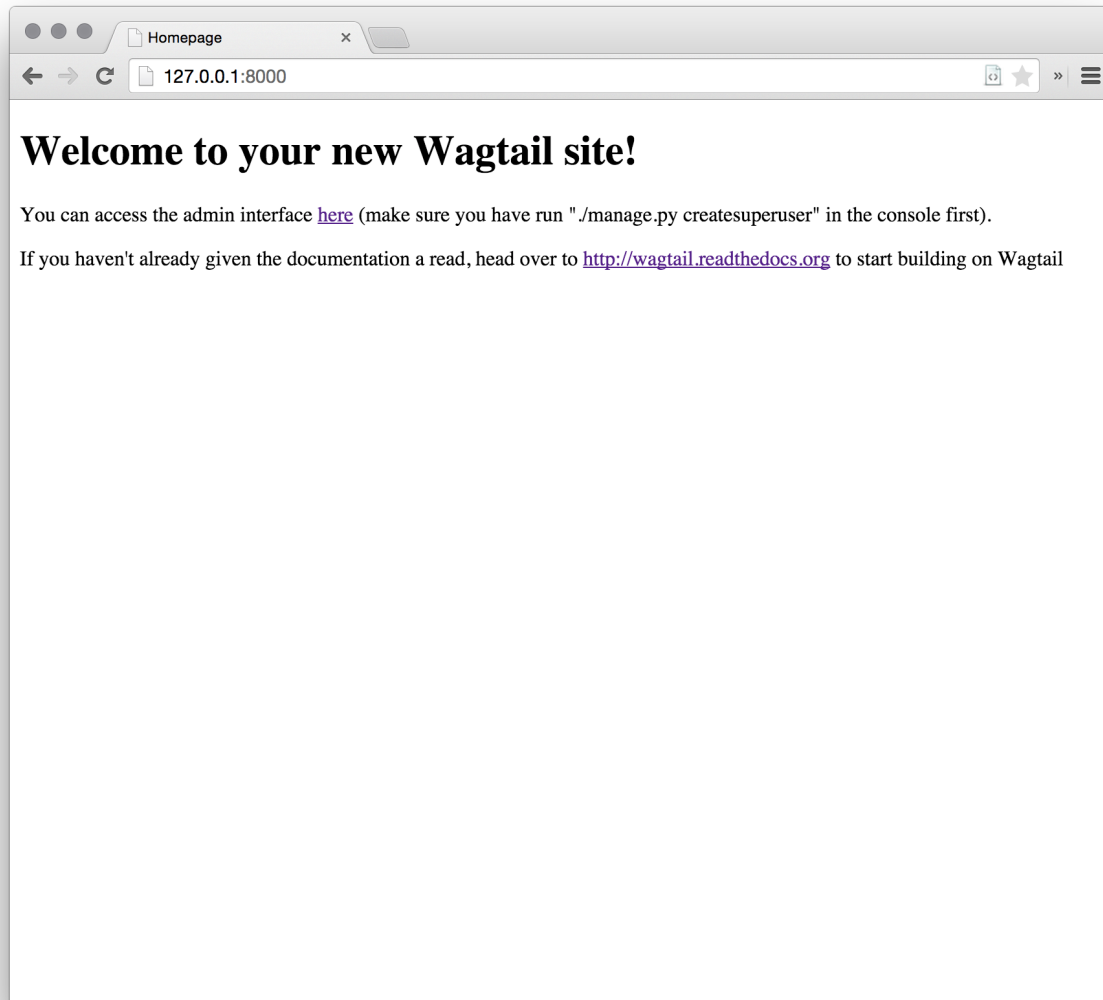 Homepage
127.0.0.1:8000
Welcome to your new Wagtail site!
You can access the admin interface here (make sure you have run "./manage.py createsuperuser" in the console first).
If you haven't already given the documentation a read, head over to http://wagtail.readthedocs.org to start building on Wagtail